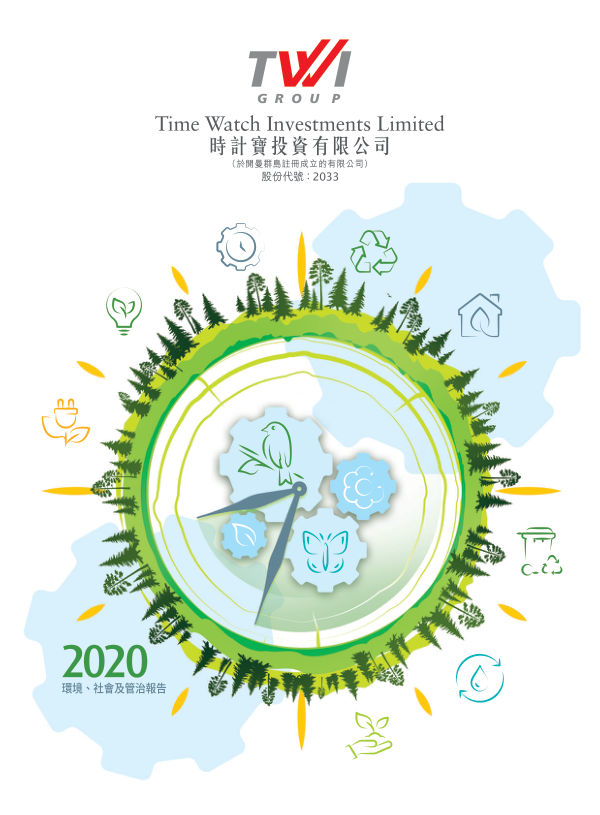 TWI
GROUP
Time Watch Investments Limited
時計寶投資有限公司
（於開曼群島註冊成立的有限公司）
股份代號：2033
2020
環境、社會及管治報告